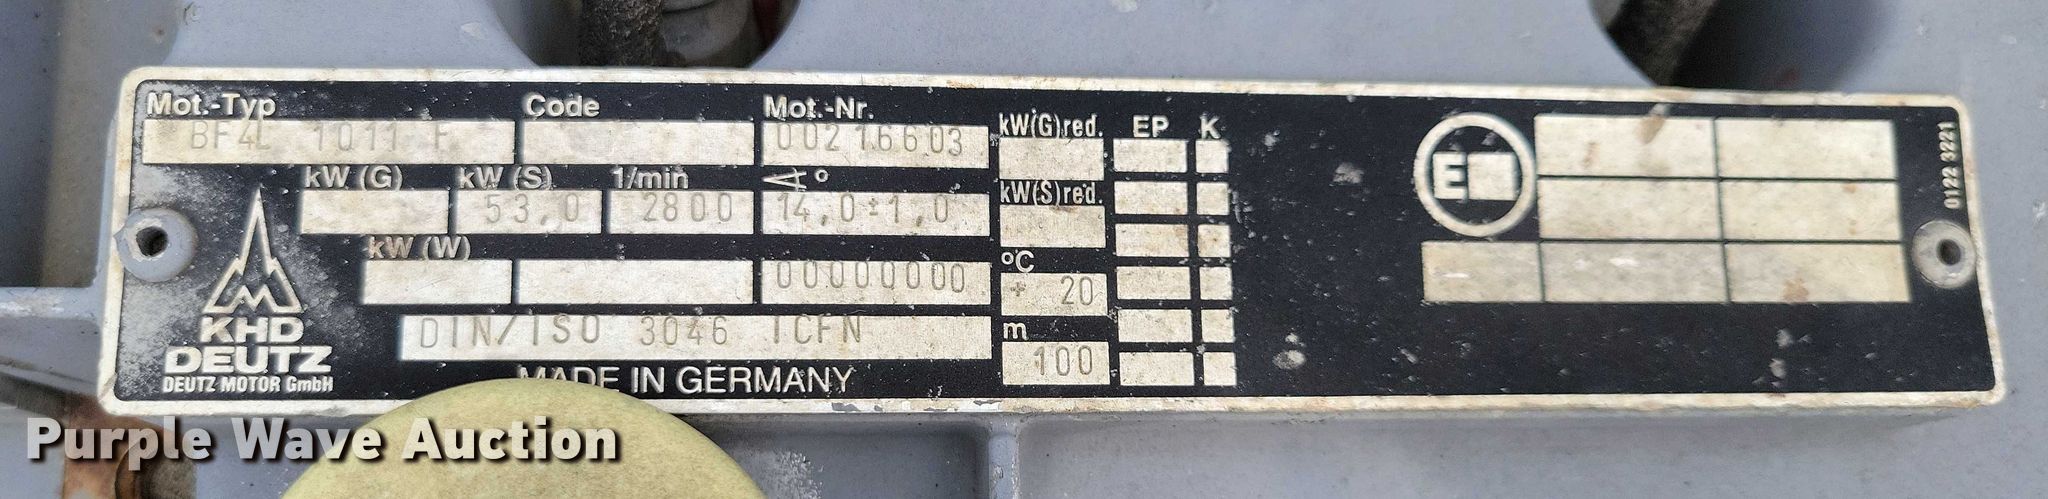 Mot.-Typ Code Mot.-Nr. kW(G)red. EP K
BF4L 1011 F 00216603
kW (G) kW (S) 1/min ∢° kW(S)red.
53,0 2800 14,0±1,0
kW (W) °C
00000000 + 20
DIN/ISO 3046 ICFN m
100
KHD
DEUTZ
DEUTZ MOTOR GmbH
MADE IN GERMANY
E
0122 3221
Purple Wave Auction